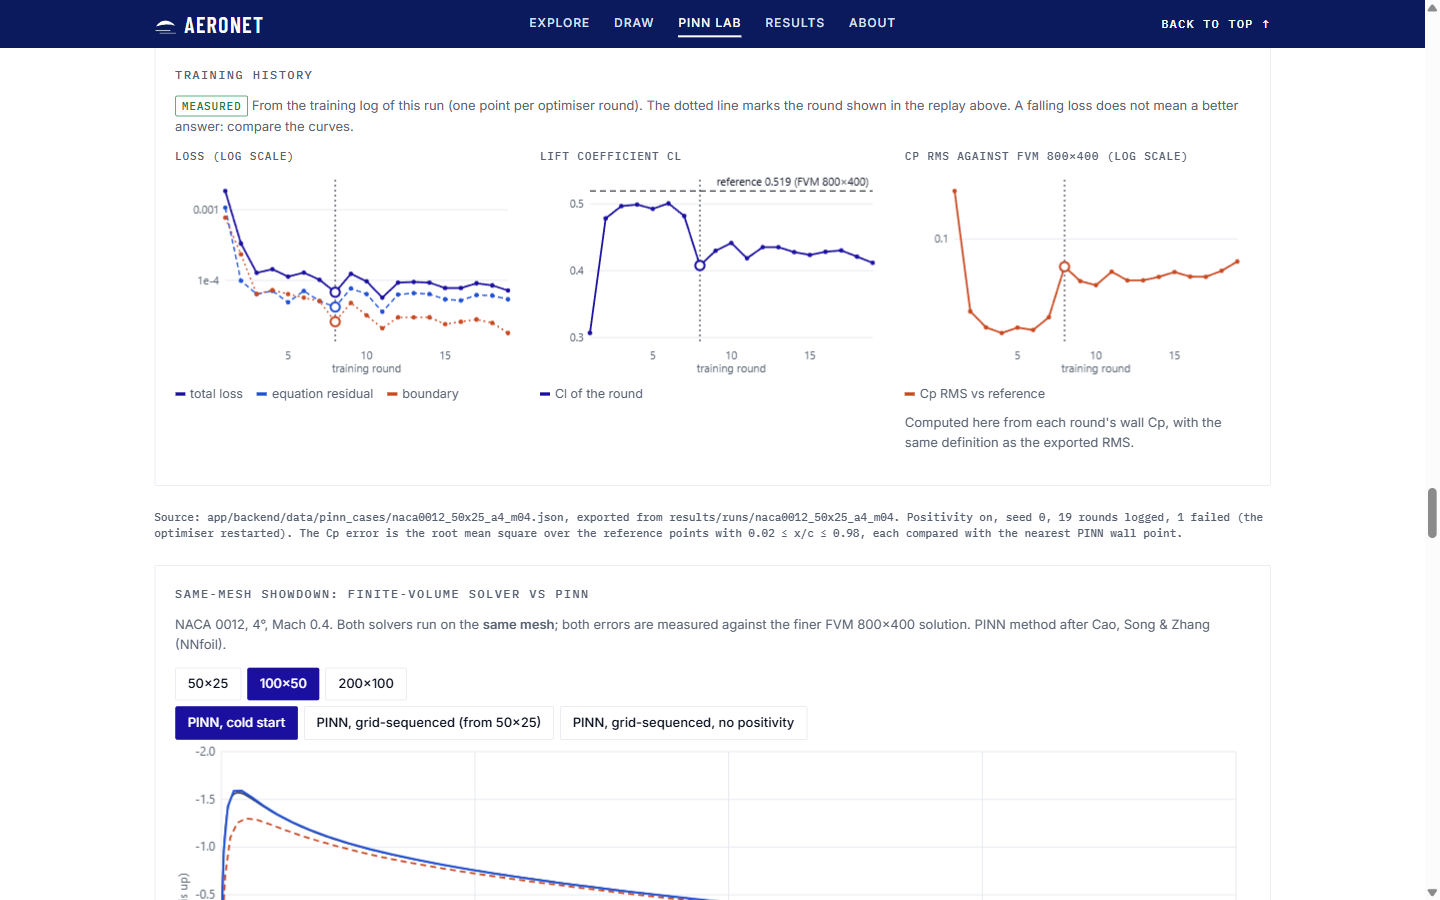 AERONET
EXPLORE DRAW PINN LAB RESULTS ABOUT
BACK TO TOP ↑
TRAINING HISTORY
MEASURED From the training log of this run (one point per optimiser round). The dotted line marks the round shown in the replay above. A falling loss does not mean a better
answer: compare the curves.
LOSS (LOG SCALE)
0.001
1e-4
5 10 15
training round
total loss equation residual boundary
LIFT COEFFICIENT CL
reference 0.519 (FVM 800×400)
0.5
0.4
0.3
5 10 15
training round
Cl of the round
CP RMS AGAINST FVM 800×400 (LOG SCALE)
0.1
5 10 15
training round
Cp RMS vs reference
Computed here from each round's wall Cp, with the
same definition as the exported RMS.
Source: app/backend/data/pinn_cases/naca0012_50x25_a4_m04.json, exported from results/runs/naca0012_50x25_a4_m04. Positivity on, seed 0, 19 rounds logged, 1 failed (the
optimiser restarted). The Cp error is the root mean square over the reference points with 0.02 ≤ x/c ≤ 0.98, each compared with the nearest PINN wall point.
SAME-MESH SHOWDOWN: FINITE-VOLUME SOLVER VS PINN
NACA 0012, 4°, Mach 0.4. Both solvers run on the same mesh; both errors are measured against the finer FVM 800×400 solution. PINN method after Cao, Song & Zhang
(NNfoil).
50×25 100×50 200×100
PINN, cold start PINN, grid-sequenced (from 50×25) PINN, grid-sequenced, no positivity
-2.0
-1.5
-1.0
-0.5
s up)